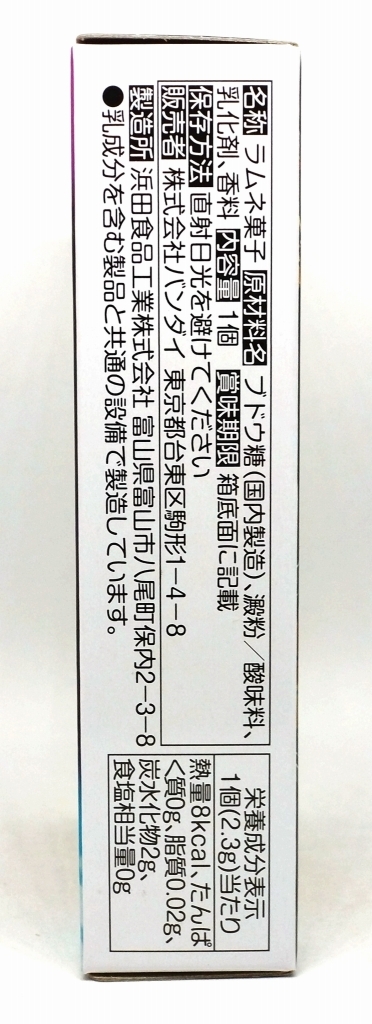 名称 ラムネ菓子 原材料名 ブドウ糖(国内製造)、澱粉／酸味料、
乳化剤、香料 内容量 1個 賞味期限 箱底面に記載
保存方法 直射日光を避けてください
販売者 株式会社バンダイ 東京都台東区駒形1-4-8
製造所 浜田食品工業株式会社 富山県富山市八尾町保内2-3-8
●乳成分を含む製品と共通の設備で製造しています。
栄養成分表示
1個(2.3g)当たり
熱量8kcal、たんぱ
く質0g、脂質0.02g、
炭水化物2g、
食塩相当量0g